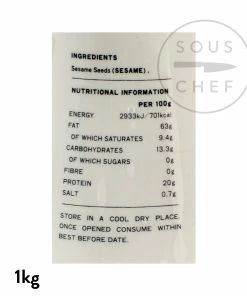 SOUS
CHEF
INGREDIENTS
Sesame Seeds (SESAME) .
NUTRITIONAL INFORMATION
PER 100g
ENERGY 2933kJ/701kcal
FAT 63g
OF WHICH SATURATES 9.4g
CARBOHYDRATES 13.3g
OF WHICH SUGARS 0g
FIBRE 0g
PROTEIN 20g
SALT 0.7g
STORE IN A COOL DRY PLACE.
ONCE OPENED CONSUME WITHIN
BEST BEFORE DATE.
1kg